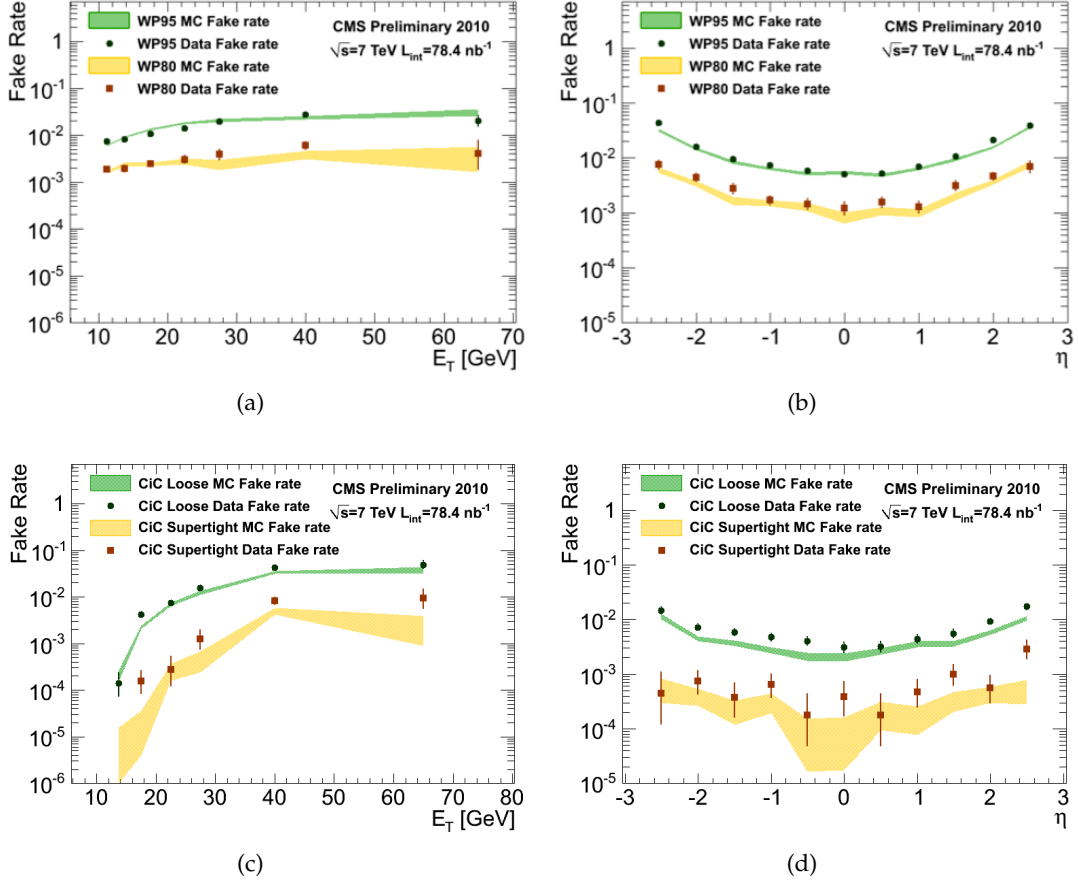 WP95 MC Fake rate
WP95 Data Fake rate
WP80 MC Fake rate
WP80 Data Fake rate
CMS Preliminary 2010
√s=7 TeV L_int=78.4 nb⁻¹
Fake Rate
1
10⁻¹
10⁻²
10⁻³
10⁻⁴
10⁻⁵
10⁻⁶
10 20 30 40 50 60 70
E_T [GeV]
(a)
WP95 MC Fake rate
WP95 Data Fake rate
WP80 MC Fake rate
WP80 Data Fake rate
CMS Preliminary 2010
√s=7 TeV L_int=78.4 nb⁻¹
Fake Rate
1
10⁻¹
10⁻²
10⁻³
10⁻⁴
10⁻⁵
-3 -2 -1 0 1 2 3
η
(b)
CiC Loose MC Fake rate
CiC Loose Data Fake rate
CiC Supertight MC Fake rate
CiC Supertight Data Fake rate
CMS Preliminary 2010
√s=7 TeV L_int=78.4 nb⁻¹
Fake Rate
1
10⁻¹
10⁻²
10⁻³
10⁻⁴
10⁻⁵
10⁻⁶
10 20 30 40 50 60 70 80
E_T [GeV]
(c)
CiC Loose MC Fake rate
CiC Loose Data Fake rate
CiC Supertight MC Fake rate
CiC Supertight Data Fake rate
CMS Preliminary 2010
√s=7 TeV L_int=78.4 nb⁻¹
Fake Rate
1
10⁻¹
10⁻²
10⁻³
10⁻⁴
10⁻⁵
-3 -2 -1 0 1 2 3
η
(d)